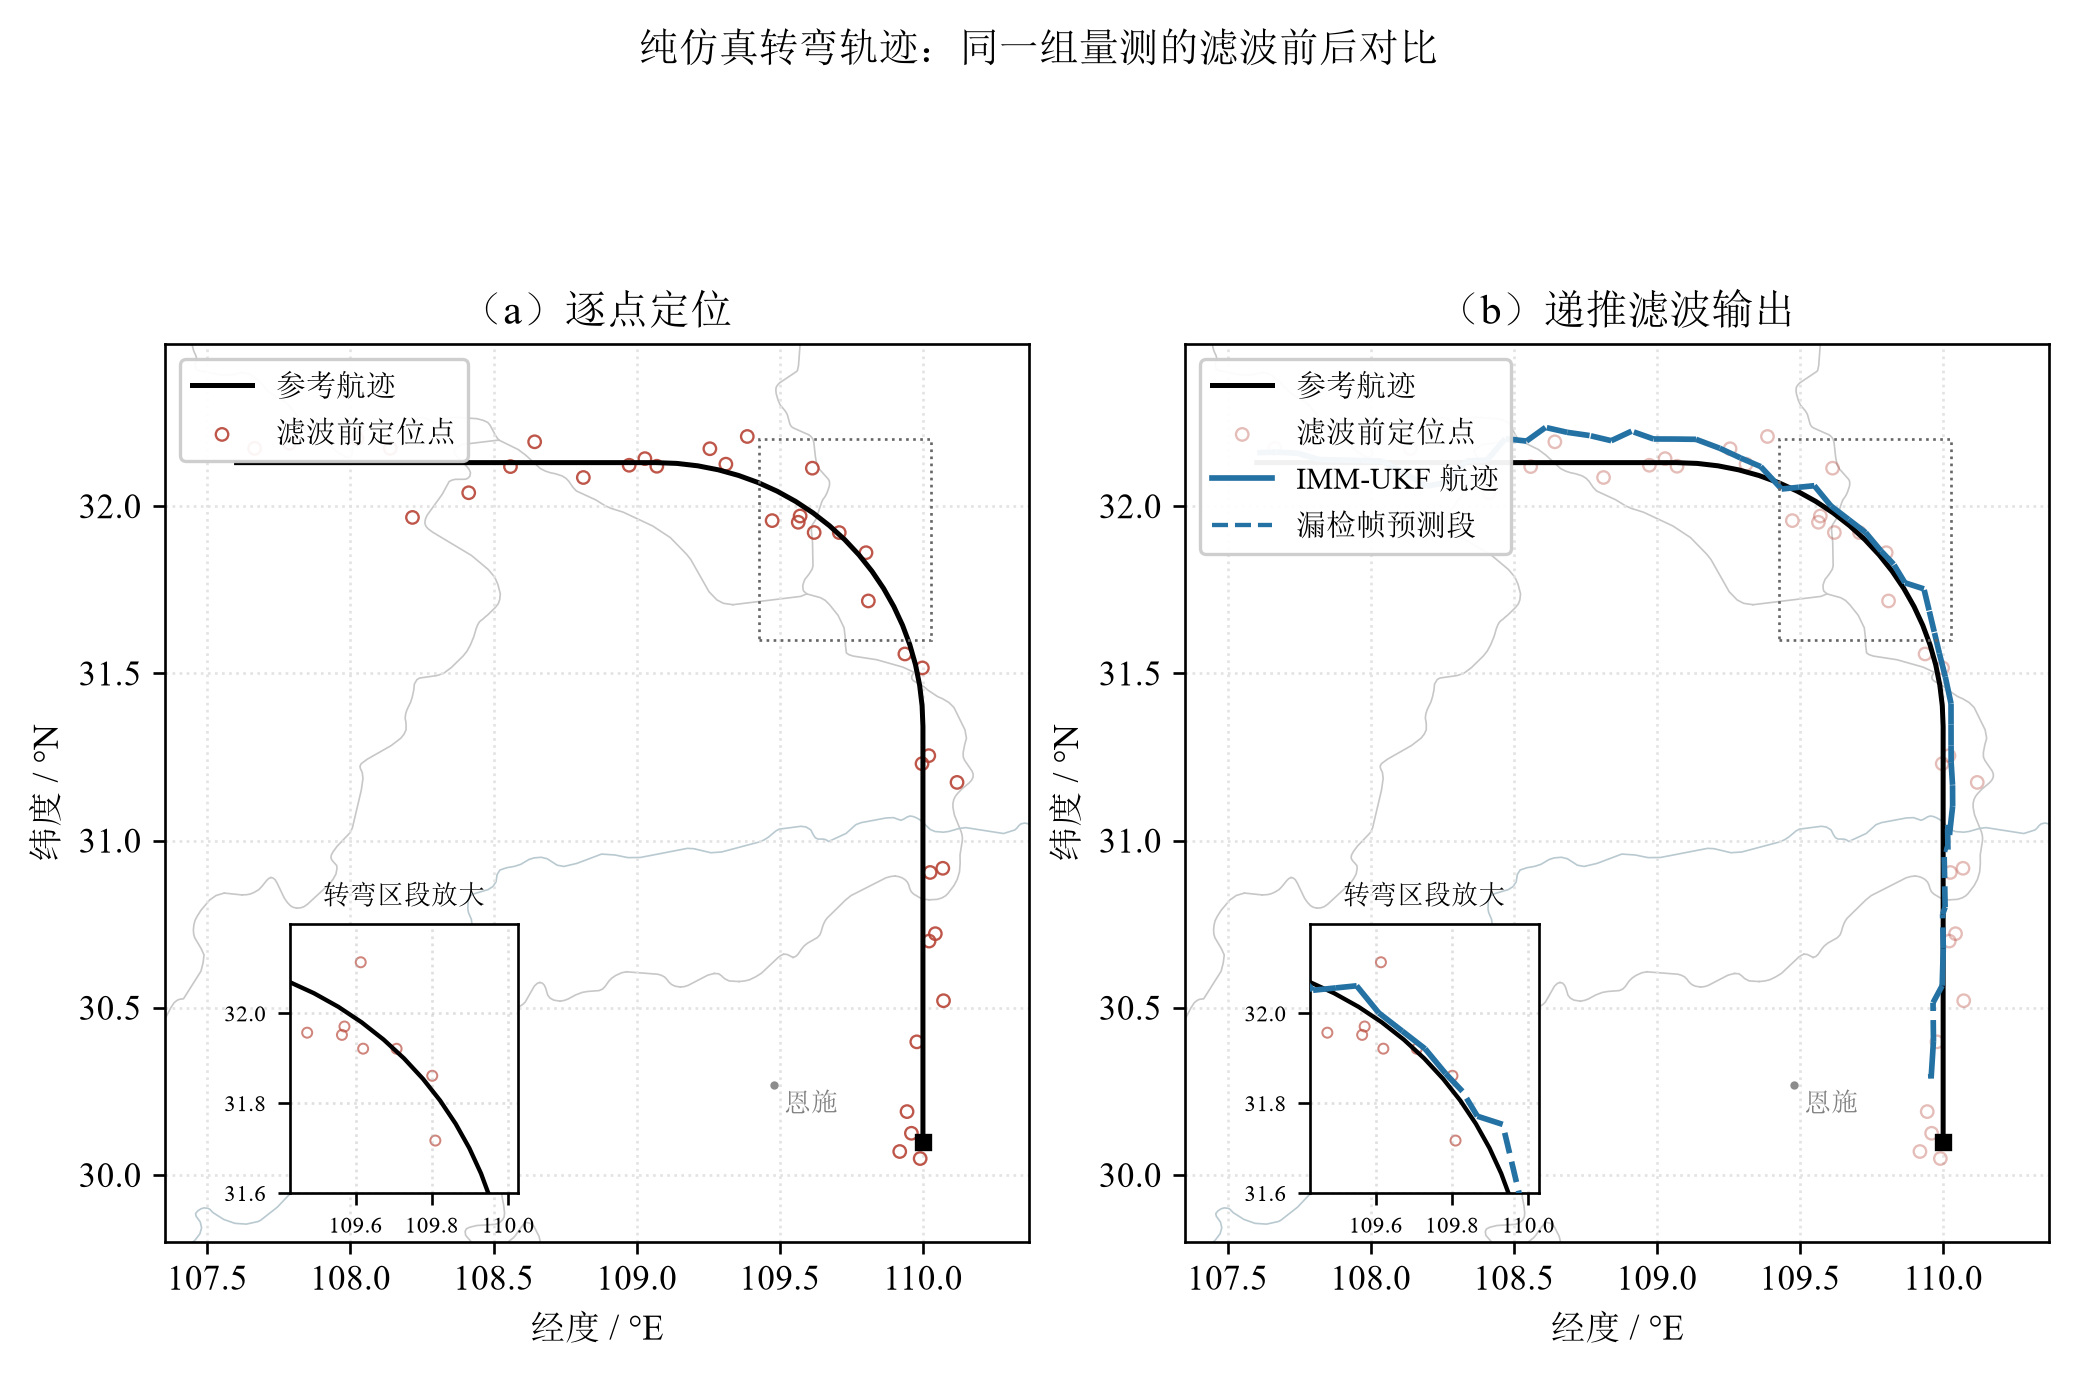 纯仿真转弯轨迹：同一组量测的滤波前后对比
（a）逐点定位
参考航迹
滤波前定位点
32.0
31.5
31.0
30.5
30.0
纬度 / °N
转弯区段放大
32.0
31.8
31.6
109.6 109.8 110.0
恩施
107.5 108.0 108.5 109.0 109.5 110.0
经度 / °E
（b）递推滤波输出
参考航迹
滤波前定位点
IMM-UKF 航迹
漏检帧预测段
32.0
31.5
31.0
30.5
30.0
纬度 / °N
转弯区段放大
32.0
31.8
31.6
109.6 109.8 110.0
恩施
107.5 108.0 108.5 109.0 109.5 110.0
经度 / °E